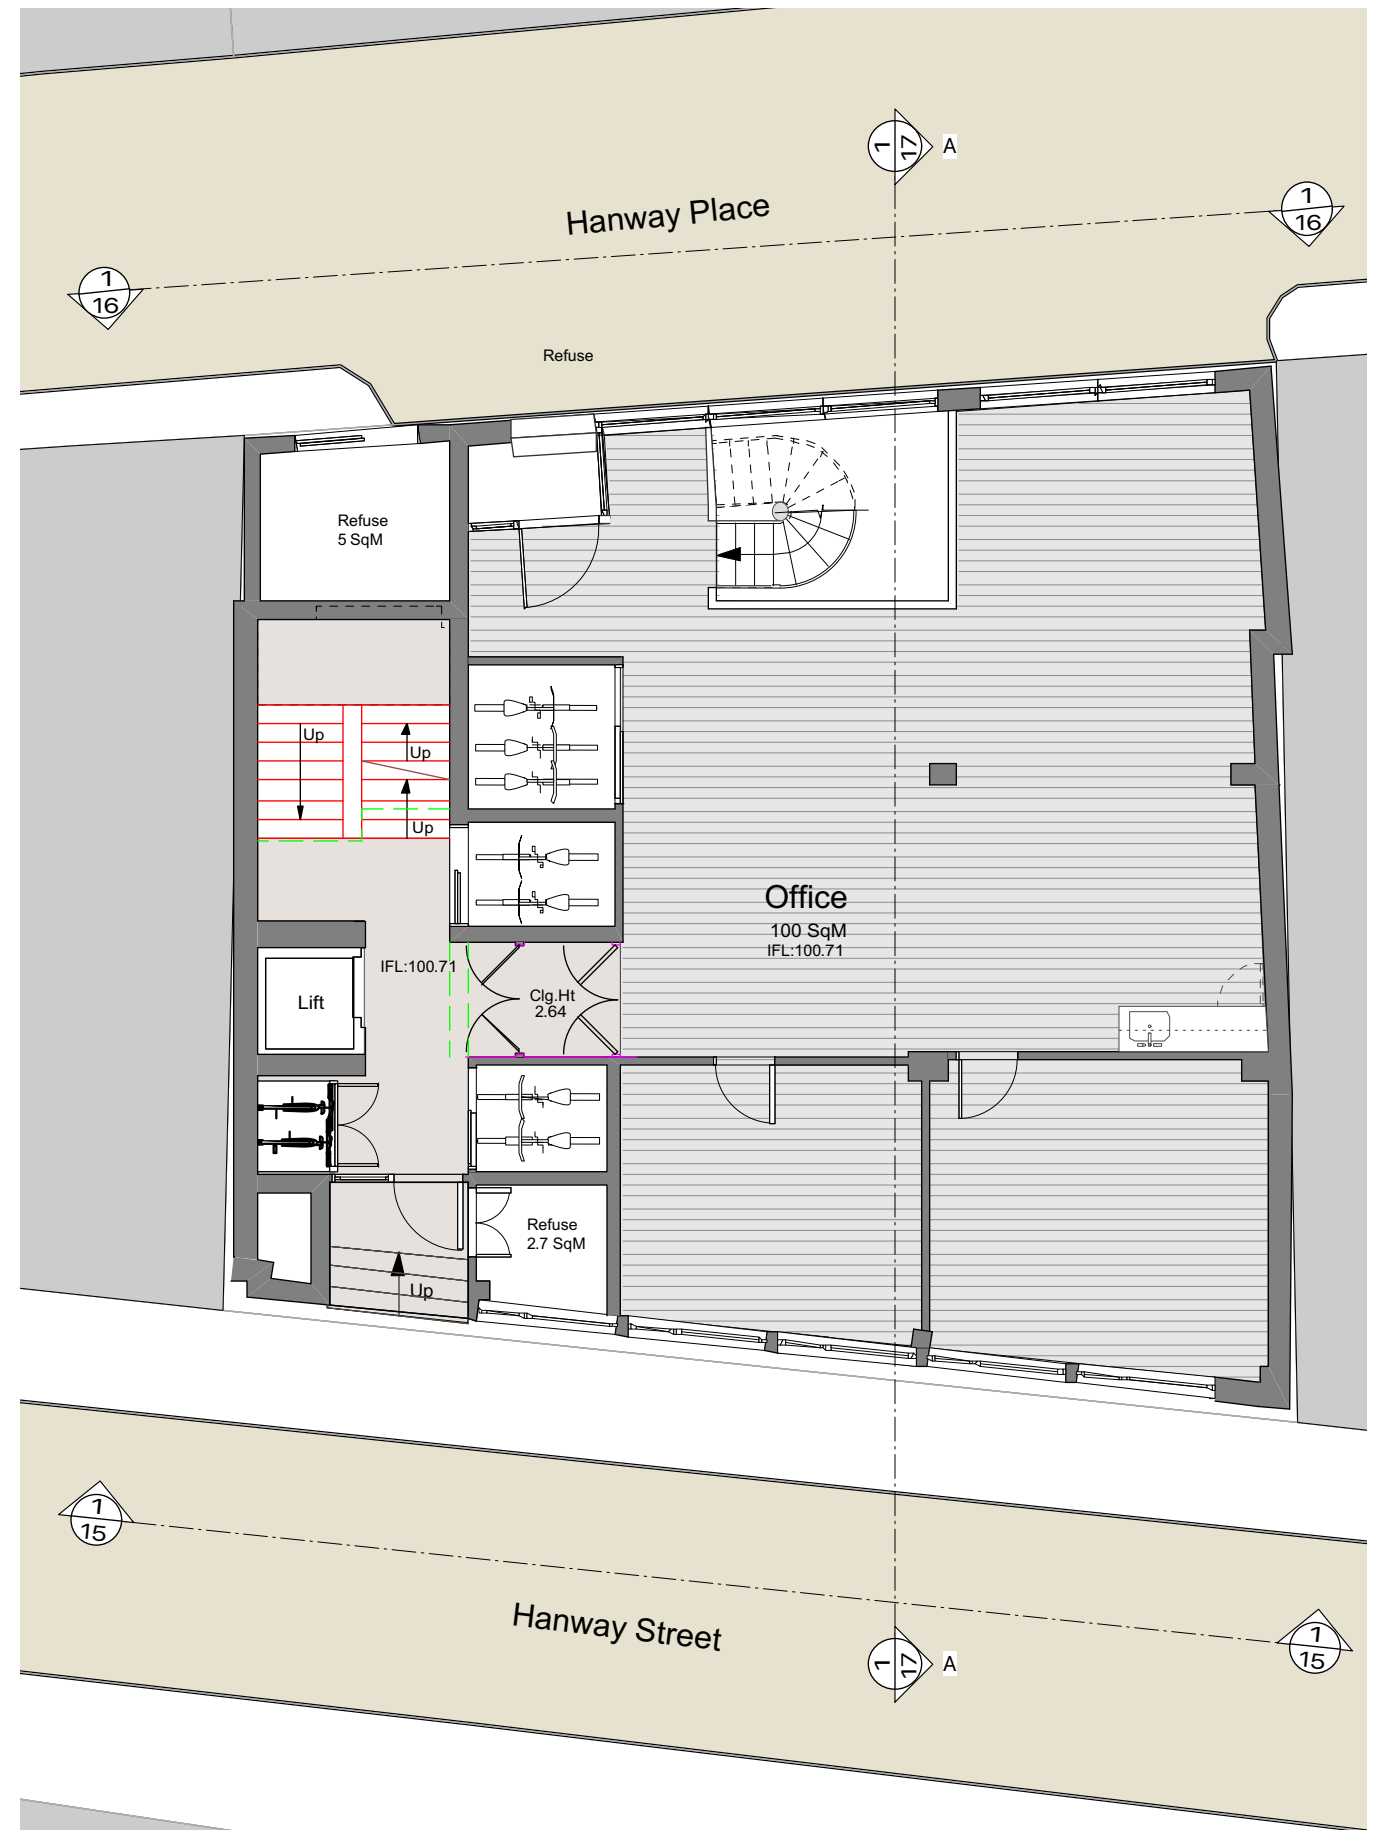 1
17
A
Hanway Place
1
16
1
16
Refuse
Refuse
5 SqM
L
Up
Up
Up
Office
100 SqM
IFL:100.71
IFL:100.71
Lift
Clg.Ht
2.64
Refuse
2.7 SqM
Up
1
15
Hanway Street
1
15
1
17
A